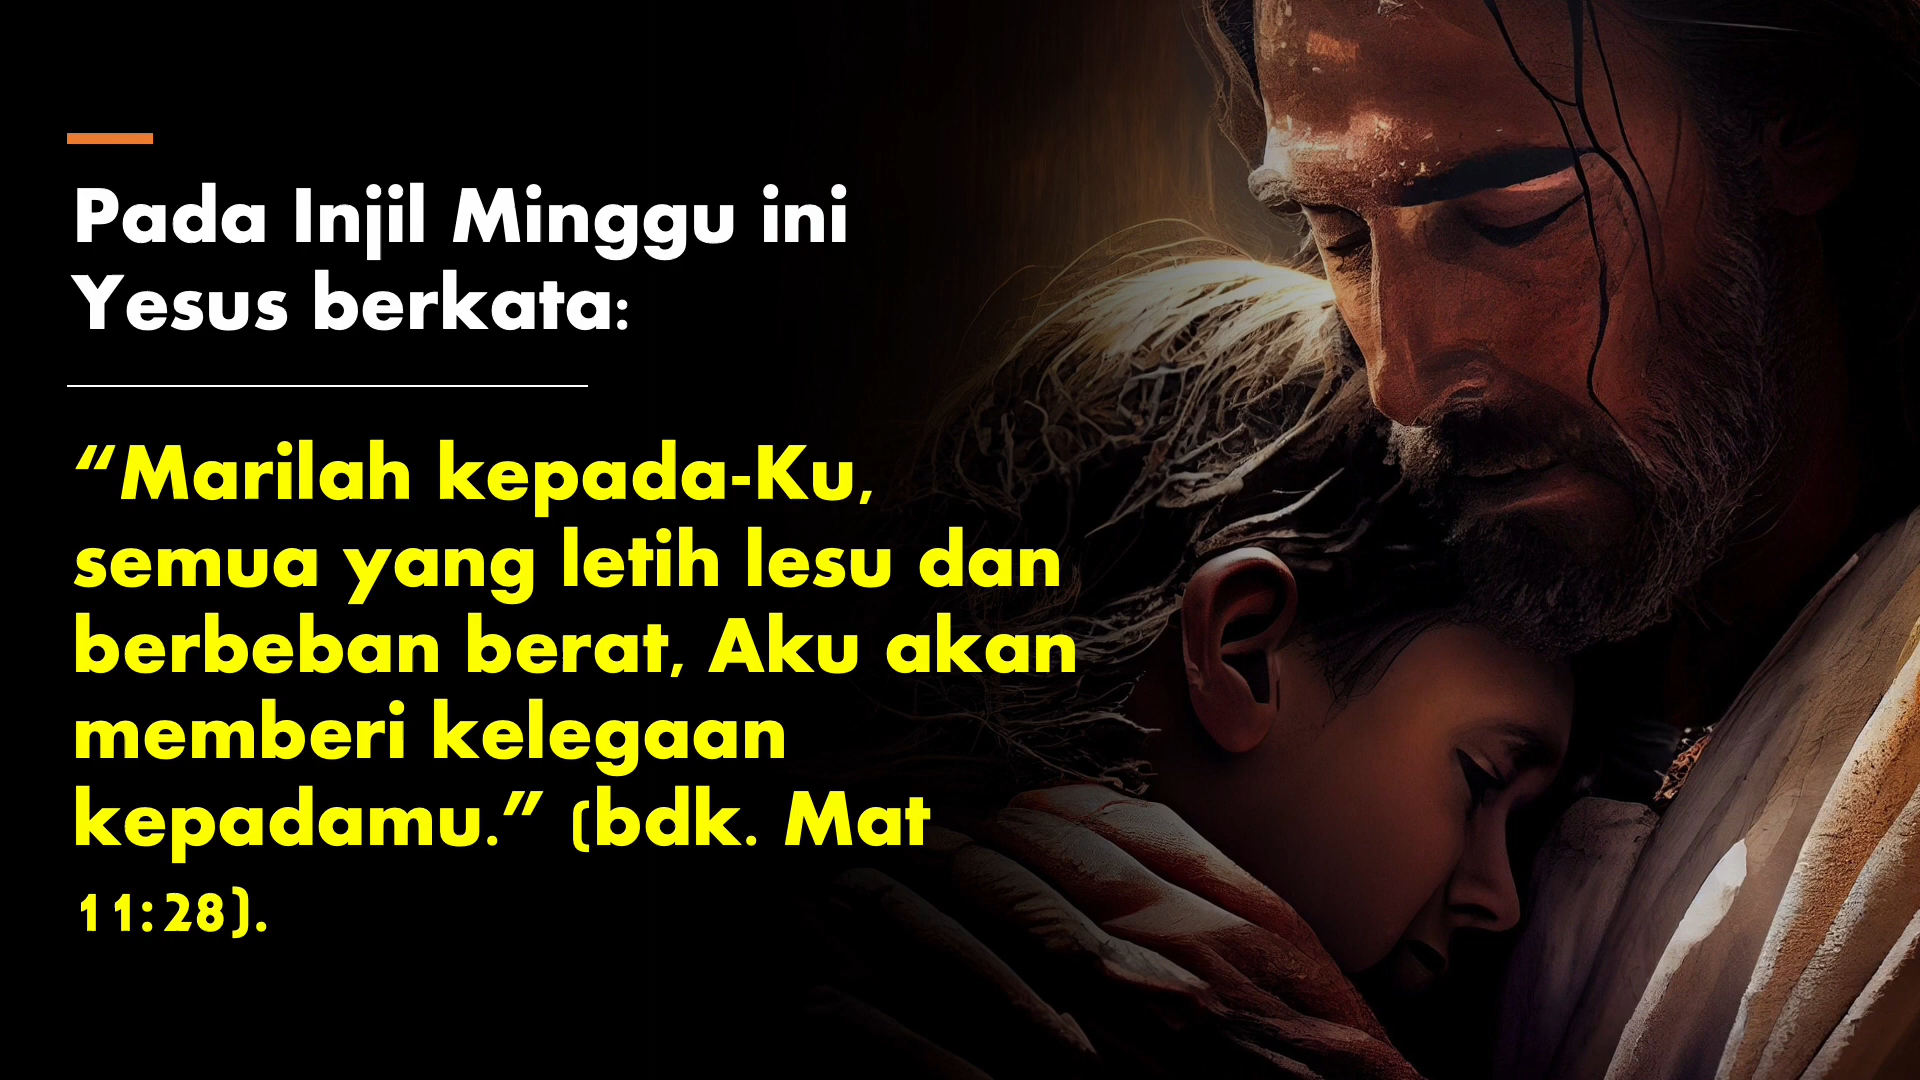 Pada Injil Minggu ini
Yesus berkata:
“Marilah kepada-Ku,
semua yang letih lesu dan
berbeban berat, Aku akan
memberi kelegaan
kepadamu.” (bdk. Mat
11:28).